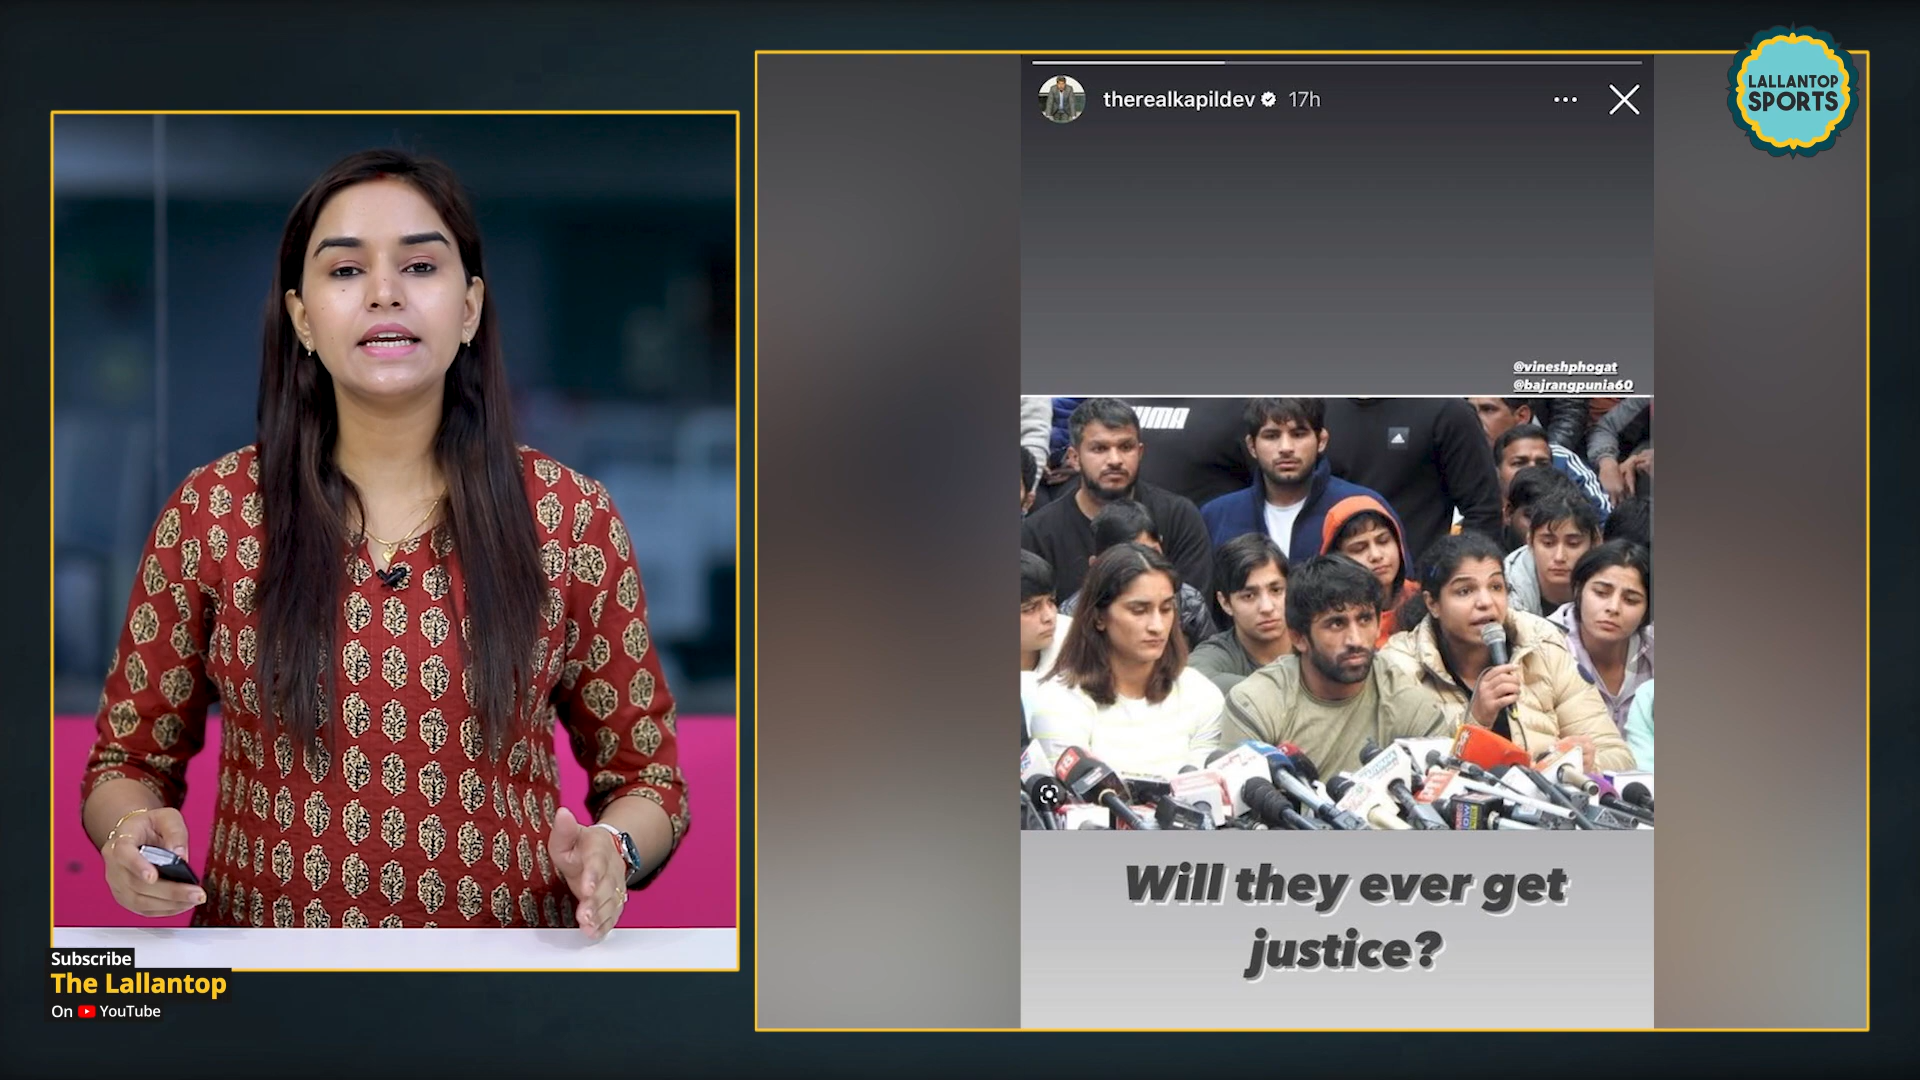 LALLANTOP
SPORTS
therealkapildev 17h
@vineshphogat
@bajrangpunia60
Will they ever get
justice?
Subscribe
The Lallantop
On YouTube